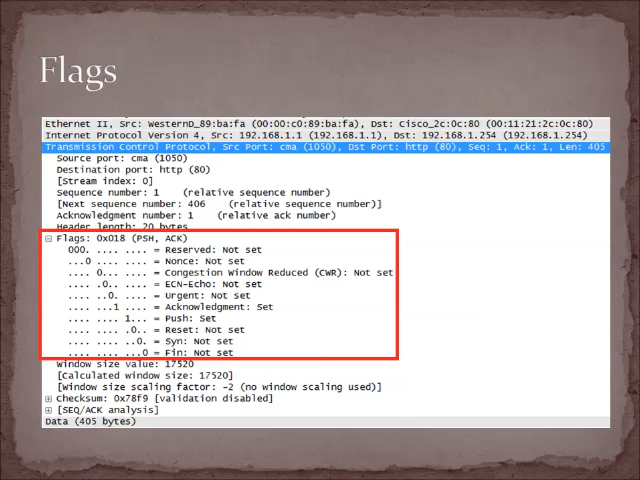 Flags
Ethernet II, Src: WesternD_89:ba:fa (00:00:c0:89:ba:fa), Dst: Cisco_2c:0c:80 (00:11:21:2c:0c:80)
Internet Protocol Version 4, Src: 192.168.1.1 (192.168.1.1), Dst: 192.168.1.254 (192.168.1.254)
Transmission Control Protocol, Src Port: cma (1050), Dst Port: http (80), Seq: 1, Ack: 1, Len: 405
Source port: cma (1050)
Destination port: http (80)
[Stream index: 0]
Sequence number: 1 (relative sequence number)
[Next sequence number: 406 (relative sequence number)]
Acknowledgment number: 1 (relative ack number)
Header length: 20 bytes
Flags: 0x018 (PSH, ACK)
000. .... .... = Reserved: Not set
...0 .... .... = Nonce: Not set
.... 0... .... = Congestion Window Reduced (CWR): Not set
.... .0.. .... = ECN-Echo: Not set
.... ..0. .... = Urgent: Not set
.... ...1 .... = Acknowledgment: Set
.... .... 1... = Push: Set
.... .... .0.. = Reset: Not set
.... .... ..0. = Syn: Not set
.... .... ...0 = Fin: Not set
Window size value: 17520
[Calculated window size: 17520]
[Window size scaling factor: -2 (no window scaling used)]
Checksum: 0x78f9 [validation disabled]
[SEQ/ACK analysis]
Data (405 bytes)